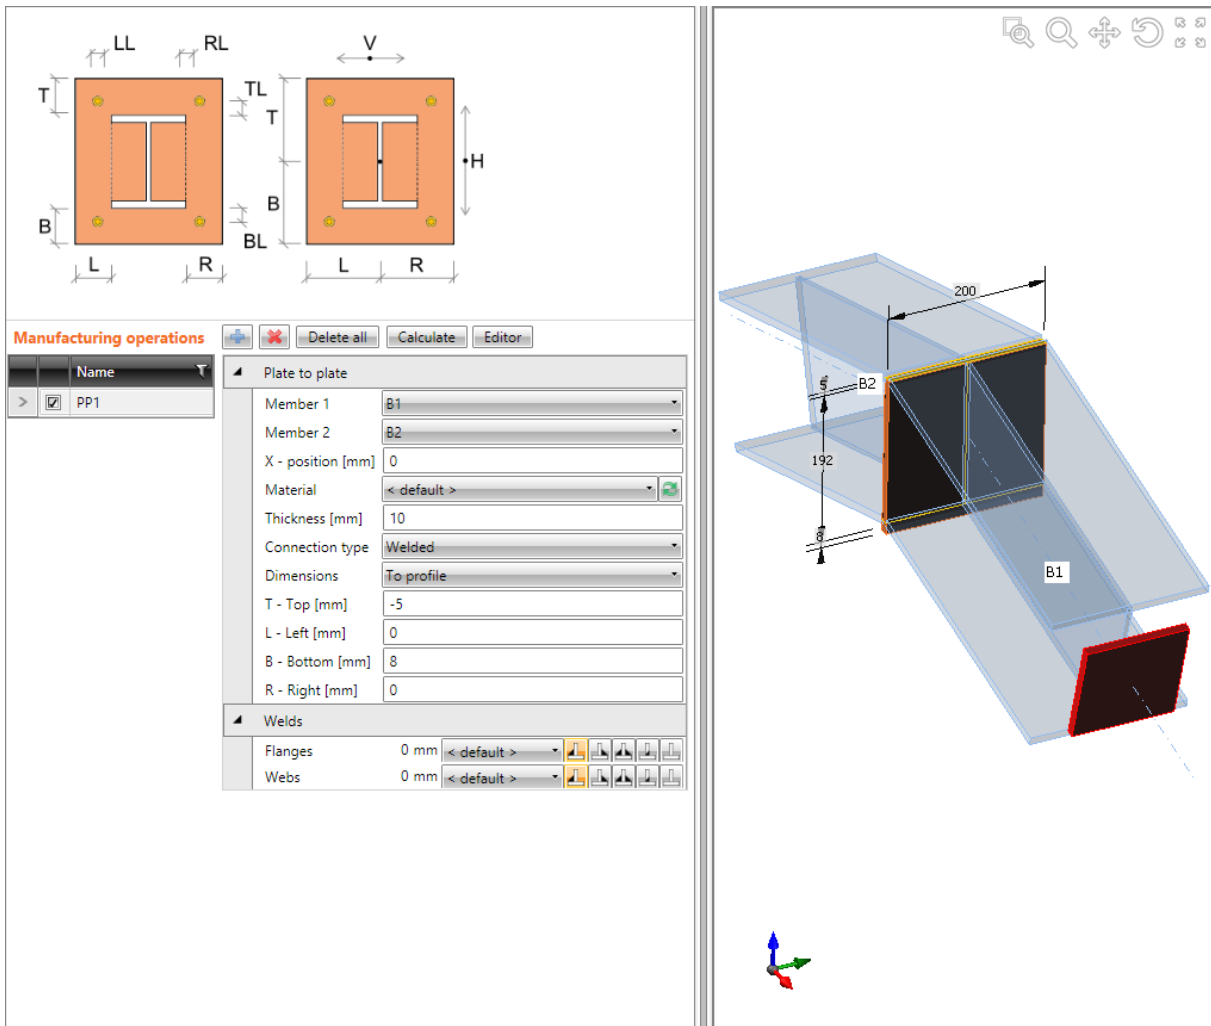 LL RL V
T TL T
H
B BL B
L R L R
Manufacturing operations Delete all Calculate Editor
Name
PP1
Plate to plate
Member 1 B1
Member 2 B2
X - position [mm] 0
Material < default >
Thickness [mm] 10
Connection type Welded
Dimensions To profile
T - Top [mm] -5
L - Left [mm] 0
B - Bottom [mm] 8
R - Right [mm] 0
Welds
Flanges 0 mm < default >
Webs 0 mm < default >
200
5 B2
192
8
B1